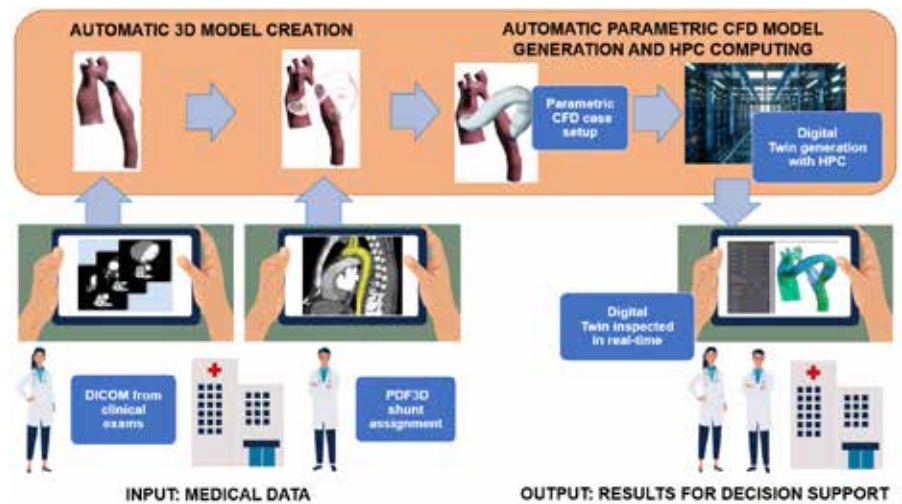 AUTOMATIC 3D MODEL CREATION
AUTOMATIC PARAMETRIC CFD MODEL
GENERATION AND HPC COMPUTING
Parametric
CFD case
setup
Digital
Twin generation
with HPC
Digital
Twin inspected
in real-time
DICOM from
clinical
exams
PDF3D
shunt
assignment
INPUT: MEDICAL DATA
OUTPUT: RESULTS FOR DECISION SUPPORT